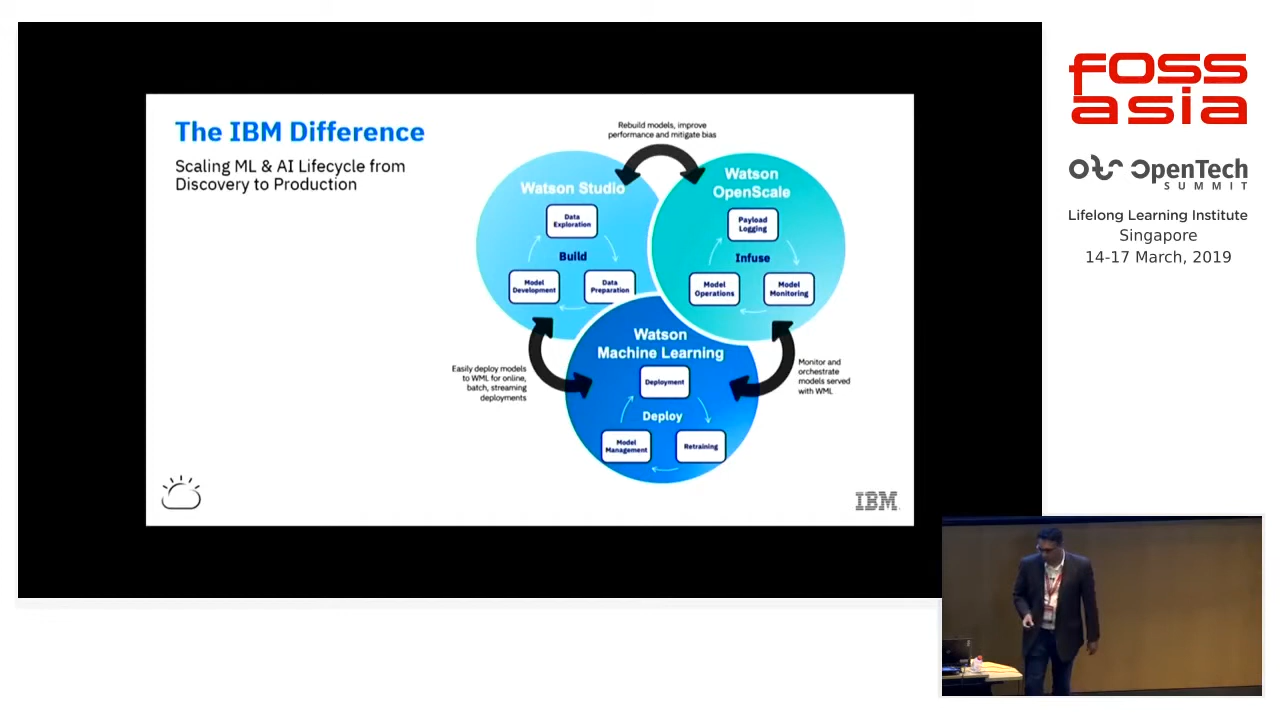 The IBM Difference
Scaling ML & AI Lifecycle from
Discovery to Production
Rebuild models, improve
performance and mitigate bias
Watson Studio
Data
Exploration
Build
Model
Development
Data
Preparation
Watson
OpenScale
Payload
Logging
Infuse
Model
Operations
Model
Monitoring
Watson
Machine Learning
Deployment
Deploy
Model
Management
Retraining
Easily deploy models
to WML for online,
batch, streaming
deployments
Monitor and
orchestrate
models served
with WML
IBM
FOSS
asia
OpenTech
SUMMIT
Lifelong Learning Institute
Singapore
14-17 March, 2019